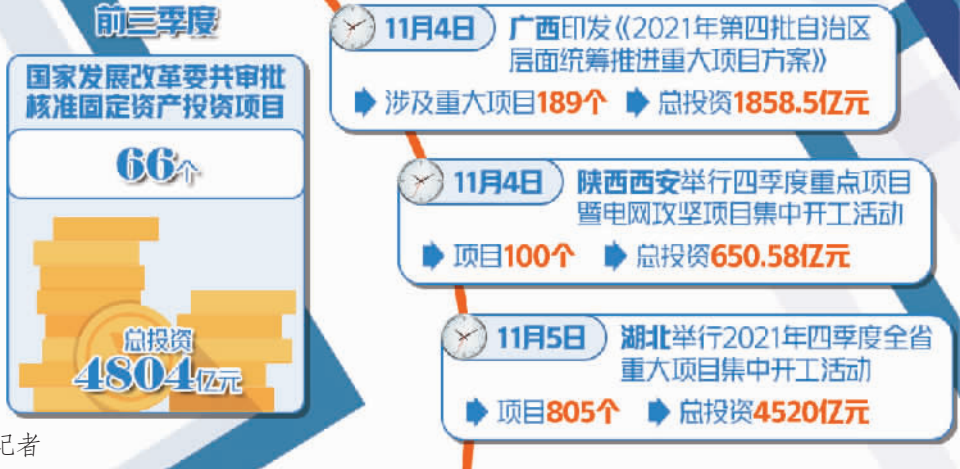 前三季度
国家发展改革委共审批
核准固定资产投资项目
66个
总投资
4804亿元
11月4日
广西印发《2021年第四批自治区
层面统筹推进重大项目方案》
涉及重大项目189个 总投资1858.5亿元
11月4日
陕西西安举行四季度重点项目
暨电网攻坚项目集中开工活动
项目100个 总投资650.58亿元
11月5日
湖北举行2021年四季度全省
重大项目集中开工活动
项目805个 总投资4520亿元
记者